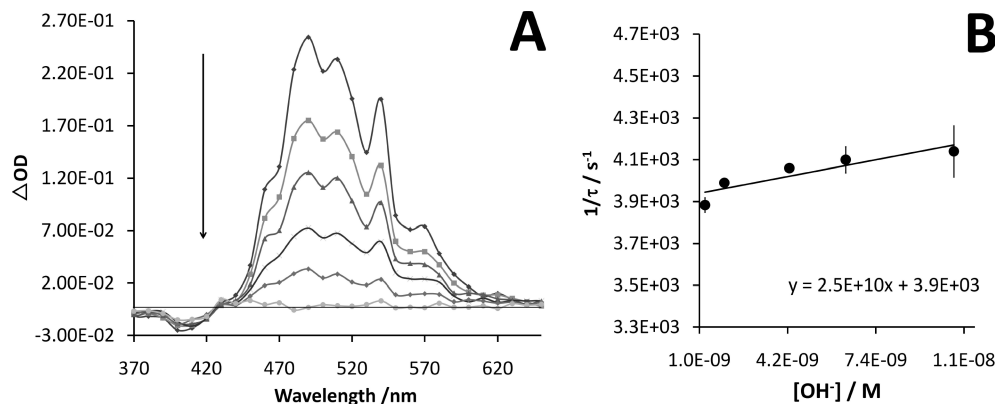 A
2.70E-01
2.20E-01
1.70E-01
1.20E-01
7.00E-02
2.00E-02
-3.00E-02
△OD
370 420 470 520 570 620
Wavelength /nm
B
4.7E+03
4.5E+03
4.3E+03
4.1E+03
3.9E+03
3.7E+03
3.5E+03
3.3E+03
1/τ / s⁻¹
y = 2.5E+10x + 3.9E+03
1.0E-09 4.2E-09 7.4E-09 1.1E-08
[OH⁻] / M